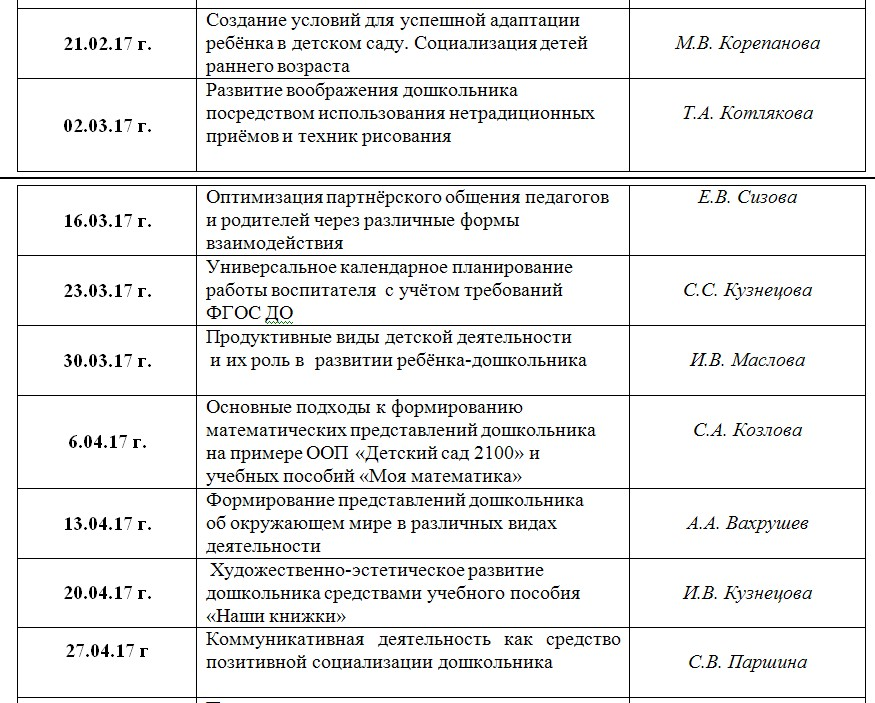 21.02.17 г.
Создание условий для успешной адаптации
ребёнка в детском саду. Социализация детей
раннего возраста
М.В. Корепанова
02.03.17 г.
Развитие воображения дошкольника
посредством использования нетрадиционных
приёмов и техник рисования
Т.А. Котлякова
16.03.17 г.
Оптимизация партнёрского общения педагогов
и родителей через различные формы
взаимодействия
Е.В. Сизова
23.03.17 г.
Универсальное календарное планирование
работы воспитателя с учётом требований
ФГОС ДО
С.С. Кузнецова
30.03.17 г.
Продуктивные виды детской деятельности
и их роль в развитии ребёнка-дошкольника
И.В. Маслова
6.04.17 г.
Основные подходы к формированию
математических представлений дошкольника
на примере ООП «Детский сад 2100» и
учебных пособий «Моя математика»
С.А. Козлова
13.04.17 г.
Формирование представлений дошкольника
об окружающем мире в различных видах
деятельности
А.А. Вахрушев
20.04.17 г.
Художественно-эстетическое развитие
дошкольника средствами учебного пособия
«Наши книжки»
И.В. Кузнецова
27.04.17 г
Коммуникативная деятельность как средство
позитивной социализации дошкольника
С.В. Паршина